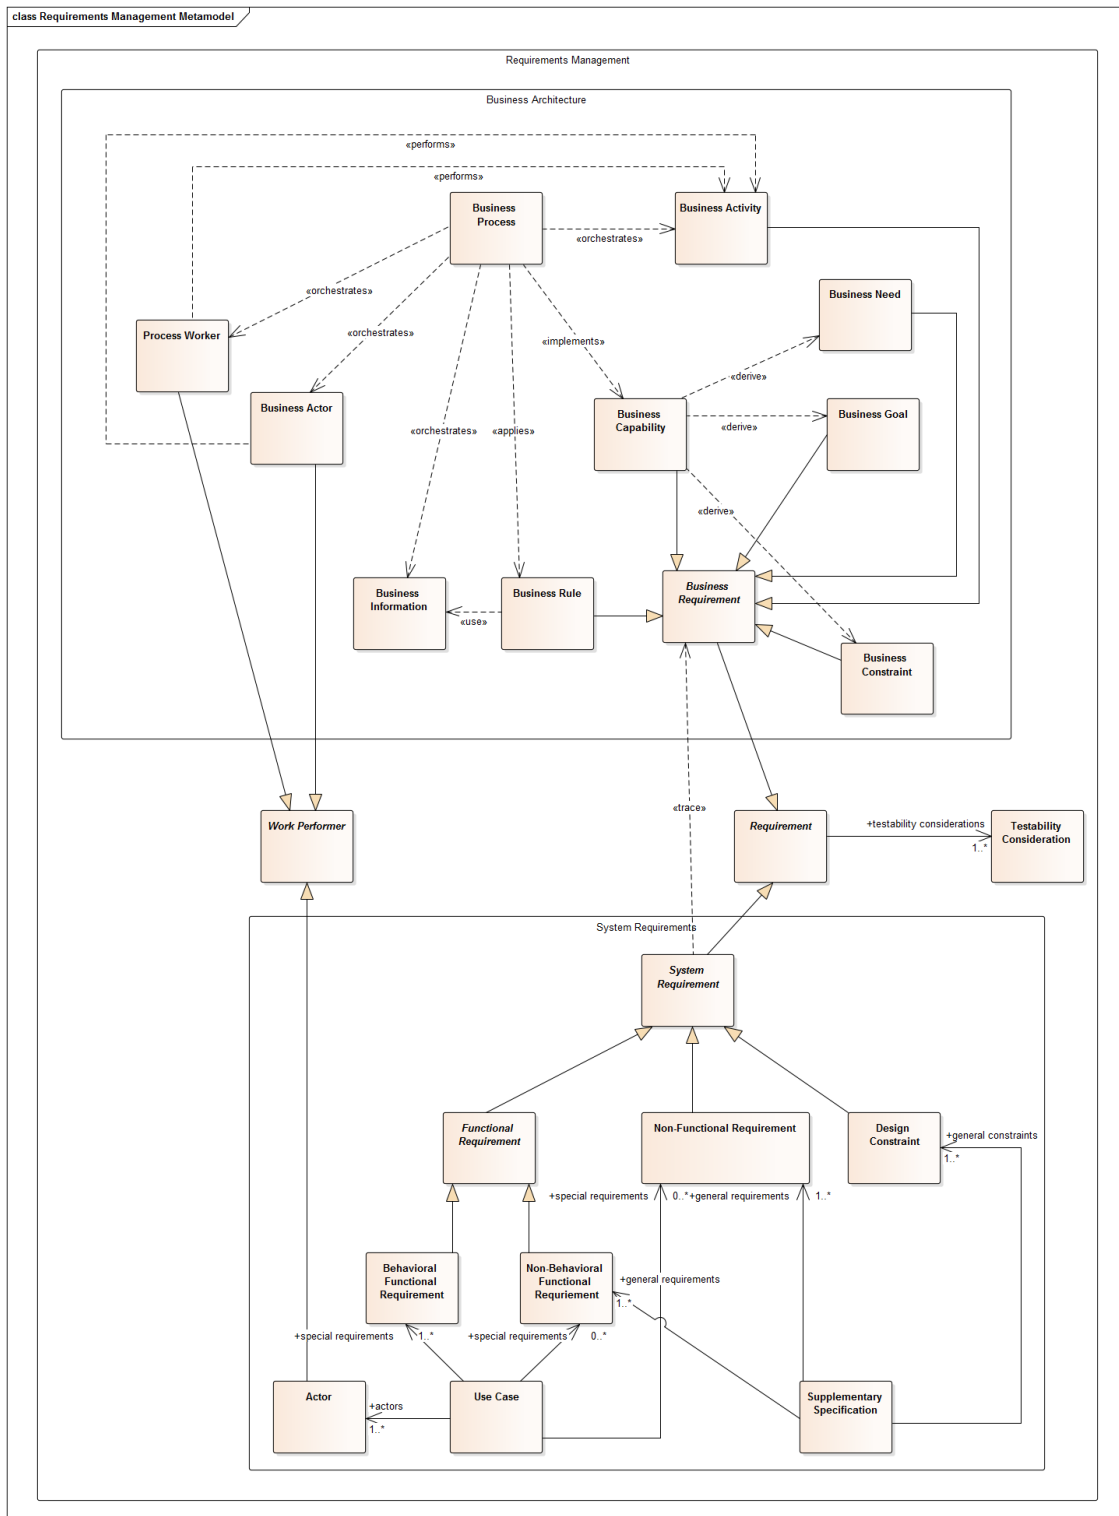 class Requirements Management Metamodel
Requirements Management
Business Architecture
«performs»
«performs»
Business
Process
Business Activity
«orchestrates»
Business Need
«orchestrates»
Process Worker
«orchestrates»
«implements»
«derive»
Business Actor
Business
Capability
Business Goal
«orchestrates»
«applies»
«derive»
«derive»
Business
Information
Business Rule
Business
Requirement
«use»
Business
Constraint
«trace»
Work Performer
Requirement
+testability considerations
1..*
Testability
Consideration
System Requirements
System
Requirement
Functional
Requirement
Non-Functional Requirement
Design
Constraint
+general constraints
1..*
+special requirements
0..*
+general requirements
1..*
Behavioral
Functional
Requirement
Non-Behavioral
Functional
Requriement
+general requirements
1..*
+special requirements
1..*
+special requirements
0..*
Actor
+actors
1..*
Use Case
Supplementary
Specification